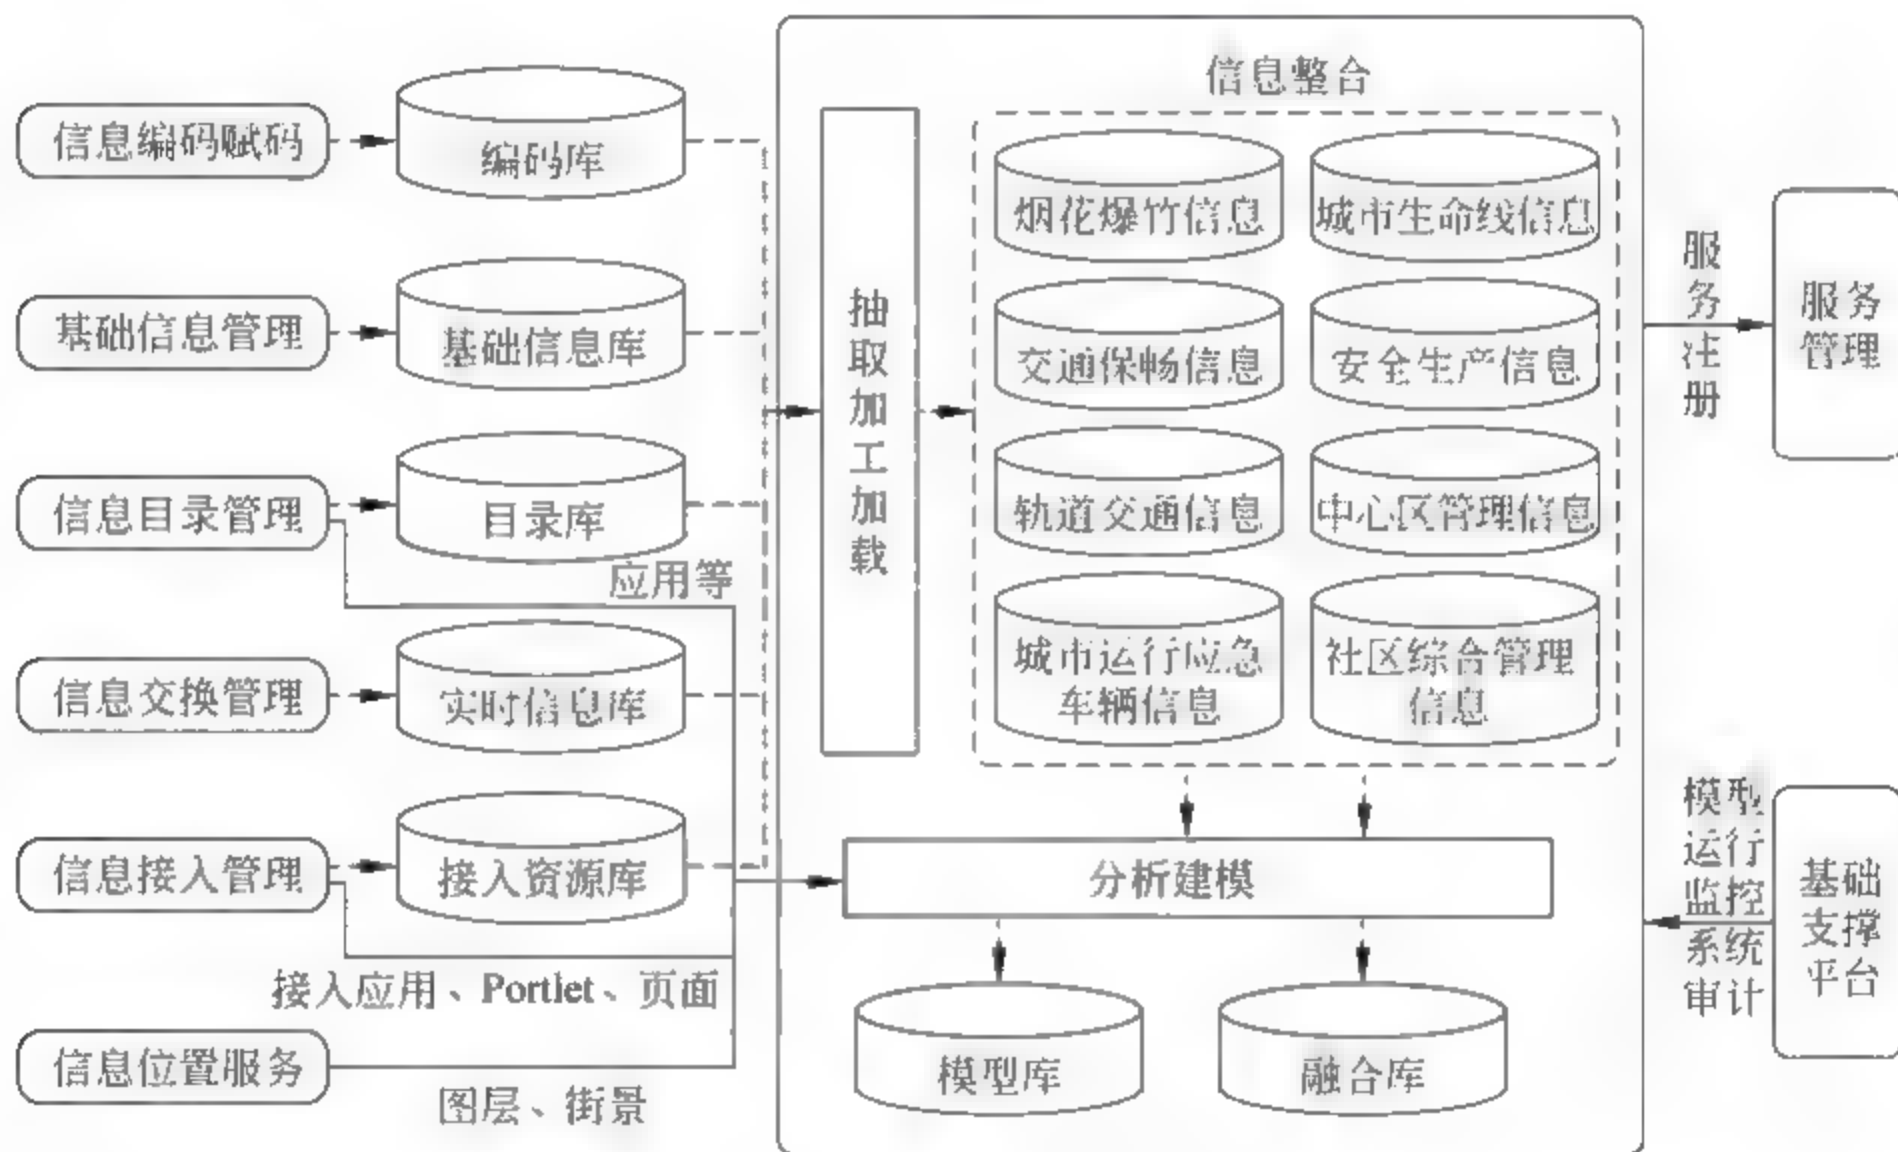 信息编码赋码
编码库
基础信息管理
基础信息库
信息目录管理
目录库
应用等
信息交换管理
实时信息库
信息接入管理
接入资源库
接入应用、Portlet、页面
信息位置服务
图层、街景
信息整合
抽取加工加载
烟花爆竹信息
城市生命线信息
交通保畅信息
安全生产信息
轨道交通信息
中心区管理信息
城市运行应急
车辆信息
社区综合管理
信息
分析建模
模型库
融合库
服务注册
服务
管理
模型
运行
监控
系统
审计
基础
支撑
平台